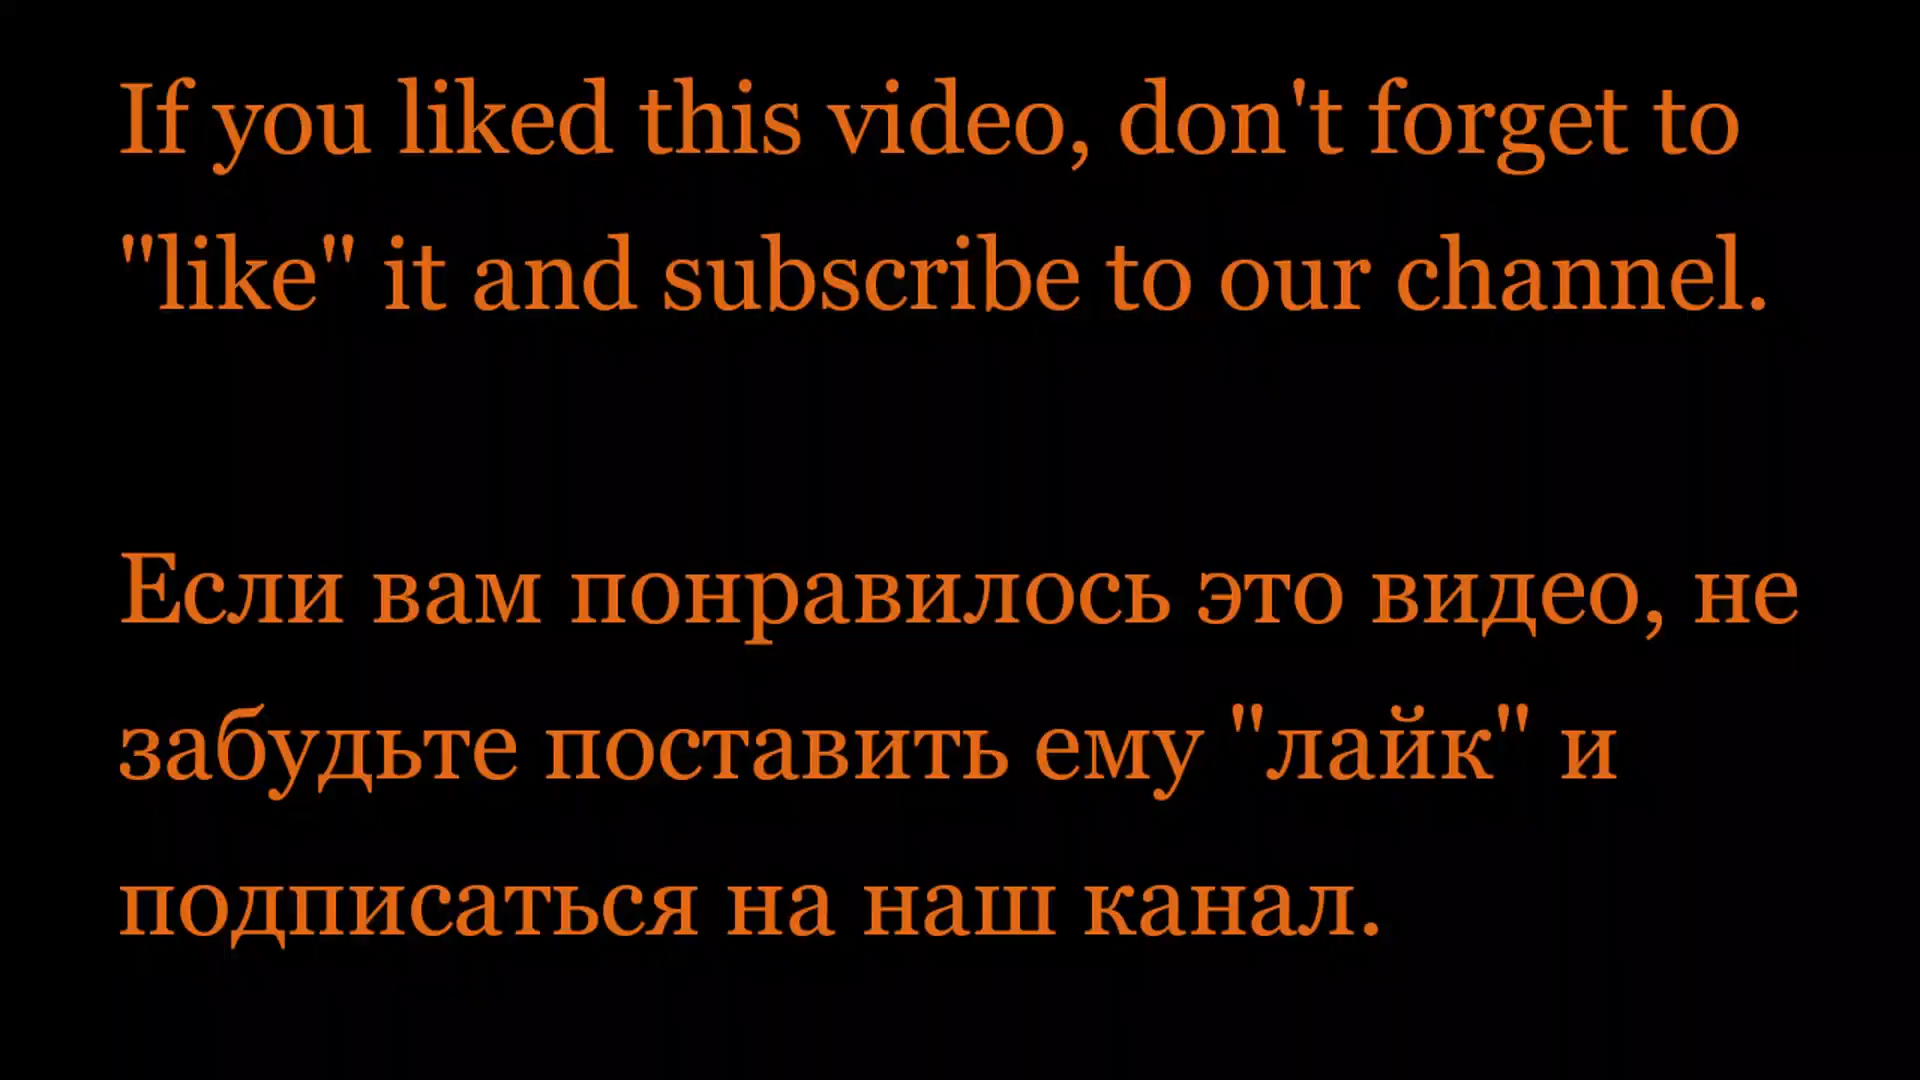 If you liked this video, don't forget to
"like" it and subscribe to our channel.
Если вам понравилось это видео, не
забудьте поставить ему "лайк" и
подписаться на наш канал.